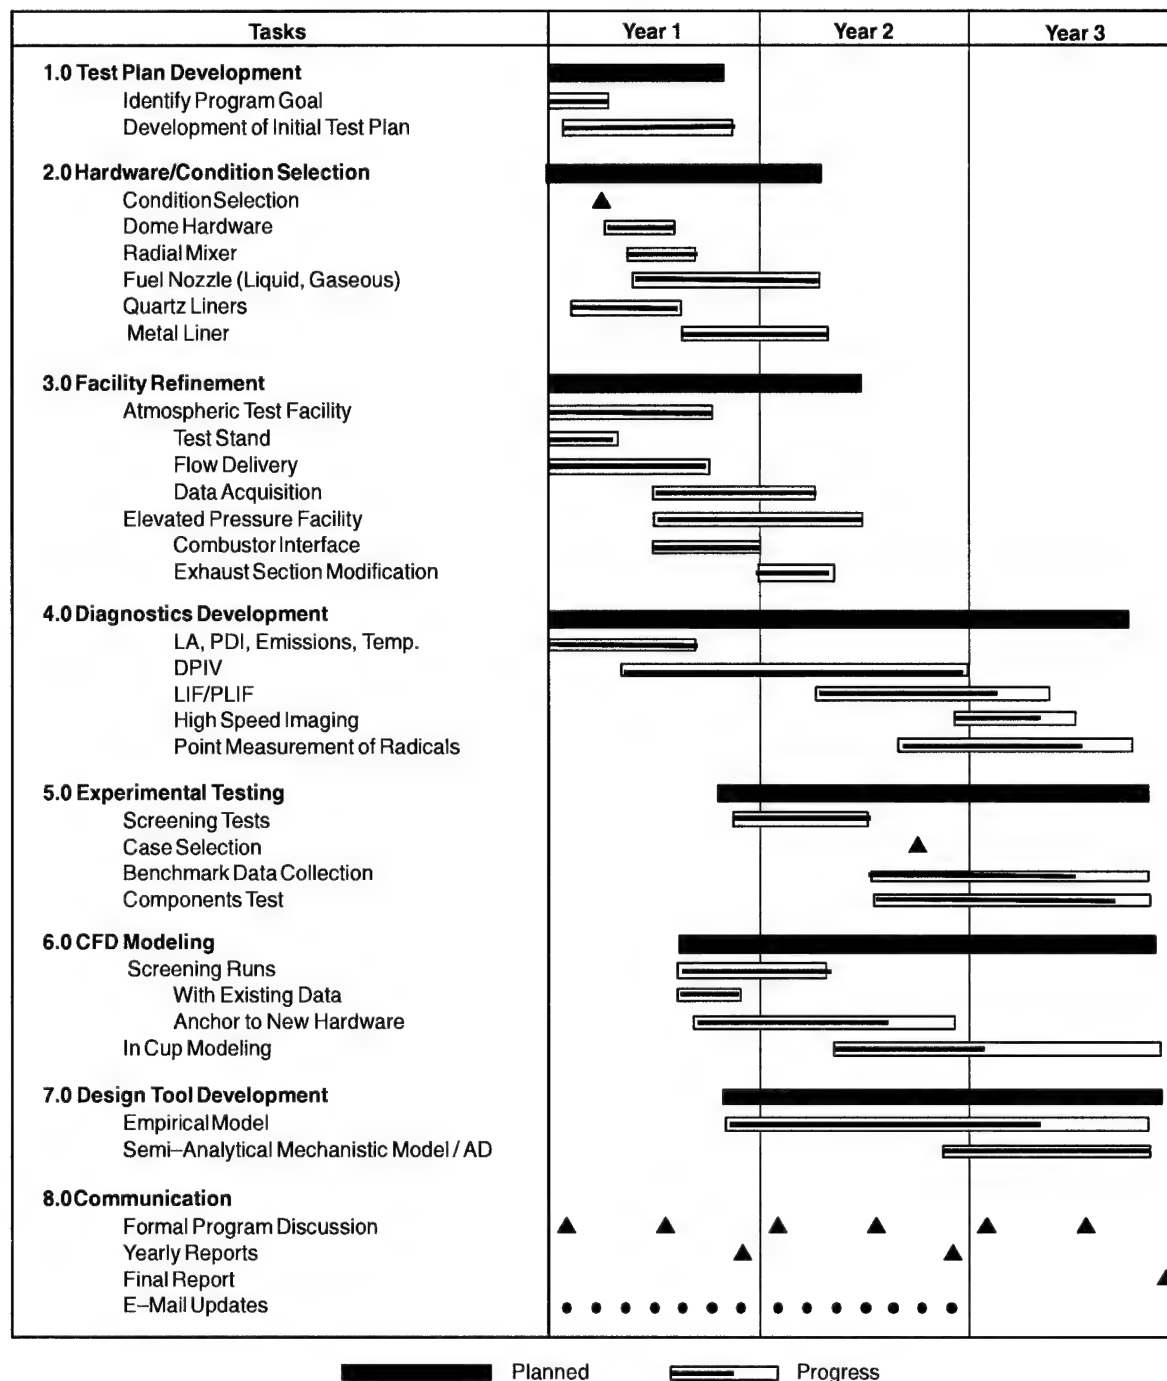 Tasks Year 1 Year 2 Year 3
1.0 Test Plan Development
Identify Program Goal
Development of Initial Test Plan
2.0 Hardware/Condition Selection
Condition Selection
Dome Hardware
Radial Mixer
Fuel Nozzle (Liquid, Gaseous)
Quartz Liners
Metal Liner
3.0 Facility Refinement
Atmospheric Test Facility
Test Stand
Flow Delivery
Data Acquisition
Elevated Pressure Facility
Combustor Interface
Exhaust Section Modification
4.0 Diagnostics Development
LA, PDI, Emissions, Temp.
DPIV
LIF/PLIF
High Speed Imaging
Point Measurement of Radicals
5.0 Experimental Testing
Screening Tests
Case Selection
Benchmark Data Collection
Components Test
6.0 CFD Modeling
Screening Runs
With Existing Data
Anchor to New Hardware
In Cup Modeling
7.0 Design Tool Development
Empirical Model
Semi–Analytical Mechanistic Model / AD
8.0 Communication
Formal Program Discussion
Yearly Reports
Final Report
E–Mail Updates
Planned Progress